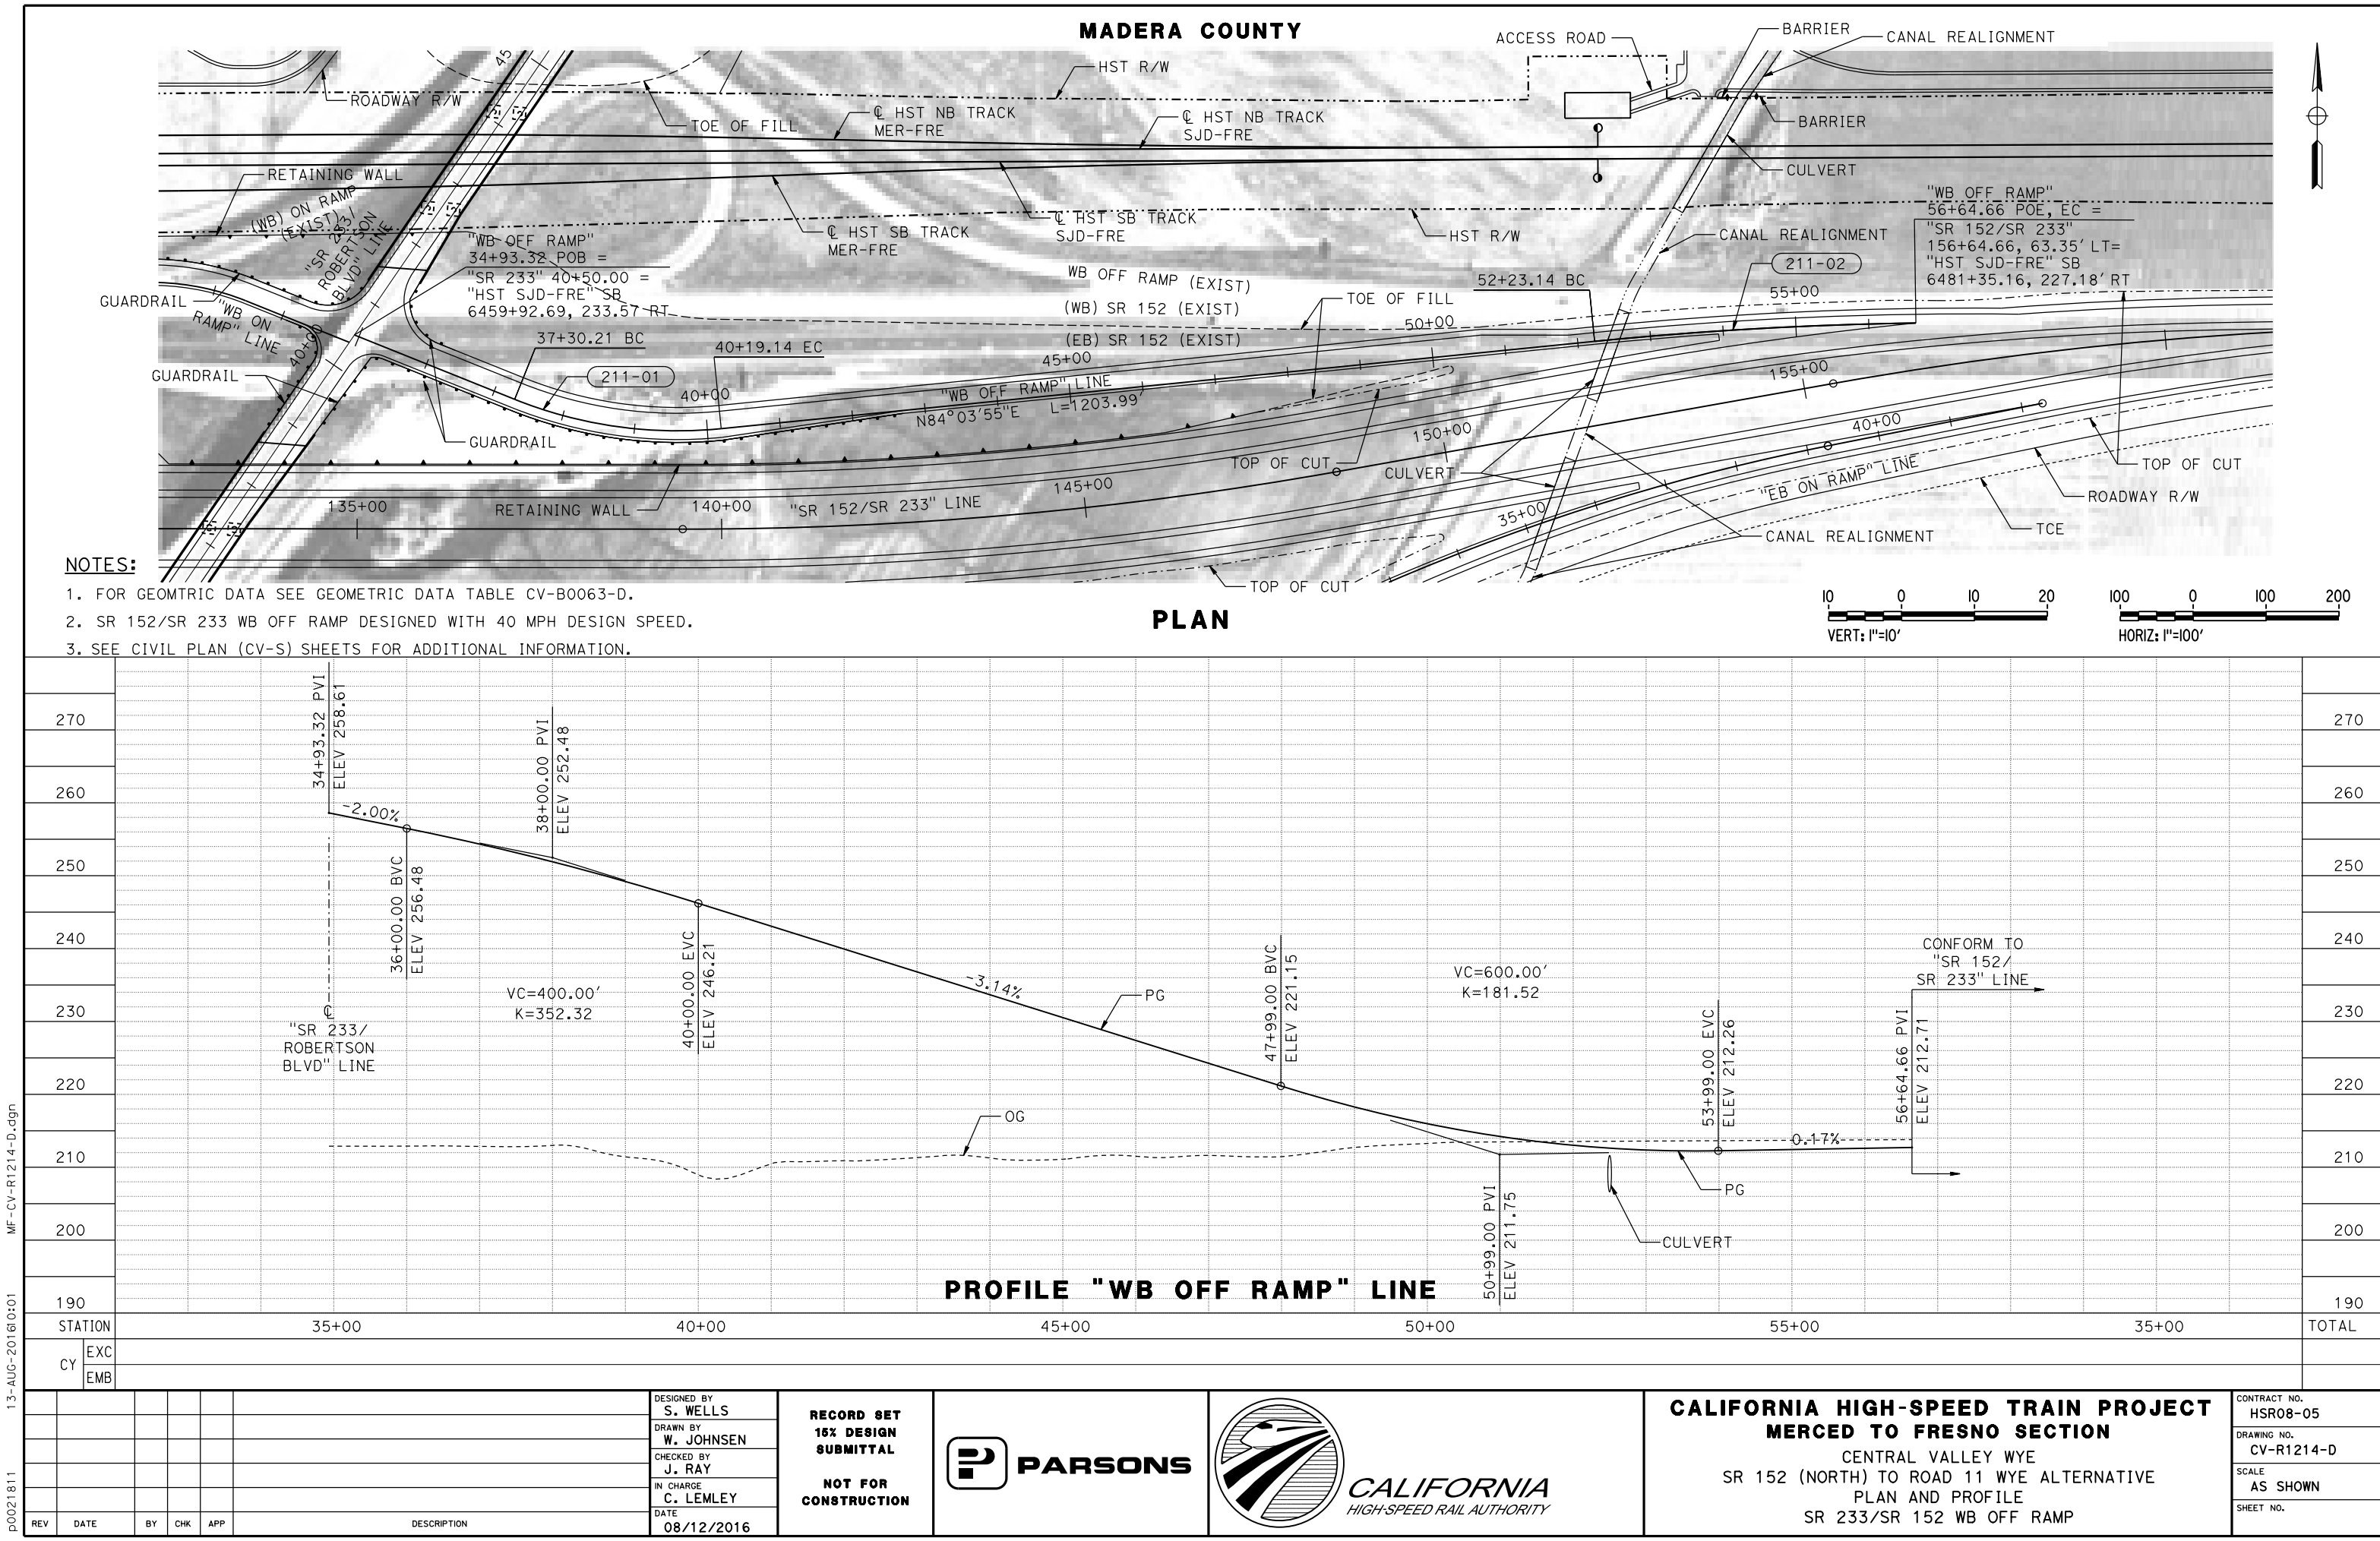 MADERA COUNTY
ACCESS ROAD
BARRIER
CANAL REALIGNMENT
HST R/W
ROADWAY R/W
45
TOE OF FILL
℄ HST NB TRACK
MER-FRE
℄ HST NB TRACK
SJD-FRE
BARRIER
RETAINING WALL
CULVERT
(WB) ON RAMP
(EXIST)
"SR 233/
ROBERTSON
BLVD" LINE
℄ HST SB TRACK
SJD-FRE
℄ HST SB TRACK
MER-FRE
HST R/W
CANAL REALIGNMENT
211-02
"WB OFF RAMP"
56+64.66 POE, EC =
"SR 152/SR 233"
156+64.66, 63.35' LT=
"HST SJD-FRE" SB
6481+35.16, 227.18' RT
"WB OFF RAMP"
34+93.32 POB =
"SR 233" 40+50.00 =
"HST SJD-FRE" SB
6459+92.69, 233.57 RT
WB OFF RAMP (EXIST)
(WB) SR 152 (EXIST)
(EB) SR 152 (EXIST)
TOE OF FILL
52+23.14 BC
55+00
50+00
GUARDRAIL
"WB ON
RAMP" LINE
40+00
37+30.21 BC
40+19.14 EC
45+00
GUARDRAIL
211-01
40+00
"WB OFF RAMP" LINE
N84°03'55"E L=1203.99'
155+00
40+00
GUARDRAIL
150+00
TOP OF CUT
CULVERT
TOP OF CUT
"EB ON RAMP" LINE
ROADWAY R/W
145+00
135+00
RETAINING WALL
140+00
"SR 152/SR 233" LINE
35+00
TCE
CANAL REALIGNMENT
TOP OF CUT
NOTES:
1. FOR GEOMTRIC DATA SEE GEOMETRIC DATA TABLE CV-B0063-D.
2. SR 152/SR 233 WB OFF RAMP DESIGNED WITH 40 MPH DESIGN SPEED.
3. SEE CIVIL PLAN (CV-S) SHEETS FOR ADDITIONAL INFORMATION.
PLAN
10 0 10 20
VERT: 1"=10'
100 0 100 200
HORIZ: 1"=100'
270
260
250
240
230
220
210
200
190
34+93.32 PVI
ELEV 258.61
-2.00%
36+00.00 BVC
ELEV 256.48
38+00.00 PVI
ELEV 252.48
VC=400.00'
K=352.32
40+00.00 EVC
ELEV 246.21
℄
"SR 233/
ROBERTSON
BLVD" LINE
-3.14%
PG
OG
47+99.00 BVC
ELEV 221.15
VC=600.00'
K=181.52
50+99.00 PVI
ELEV 211.75
53+99.00 EVC
ELEV 212.26
0.17%
PG
CULVERT
56+64.66 PVI
ELEV 212.71
CONFORM TO
"SR 152/
SR 233" LINE
270
260
250
240
230
220
210
200
190
PROFILE "WB OFF RAMP" LINE
STATION 35+00 40+00 45+00 50+00 55+00 35+00 TOTAL
CY
EXC
EMB
REV DATE BY CHK APP DESCRIPTION
DESIGNED BY
S. WELLS
DRAWN BY
W. JOHNSEN
CHECKED BY
J. RAY
IN CHARGE
C. LEMLEY
DATE
08/12/2016
RECORD SET
15% DESIGN
SUBMITTAL
NOT FOR
CONSTRUCTION
PARSONS
CALIFORNIA
HIGH-SPEED RAIL AUTHORITY
CALIFORNIA HIGH-SPEED TRAIN PROJECT
MERCED TO FRESNO SECTION
CENTRAL VALLEY WYE
SR 152 (NORTH) TO ROAD 11 WYE ALTERNATIVE
PLAN AND PROFILE
SR 233/SR 152 WB OFF RAMP
CONTRACT NO.
HSR08-05
DRAWING NO.
CV-R1214-D
SCALE
AS SHOWN
SHEET NO.
p0021811 13-AUG-2016 10:01 MF-CV-R1214-D.dgn